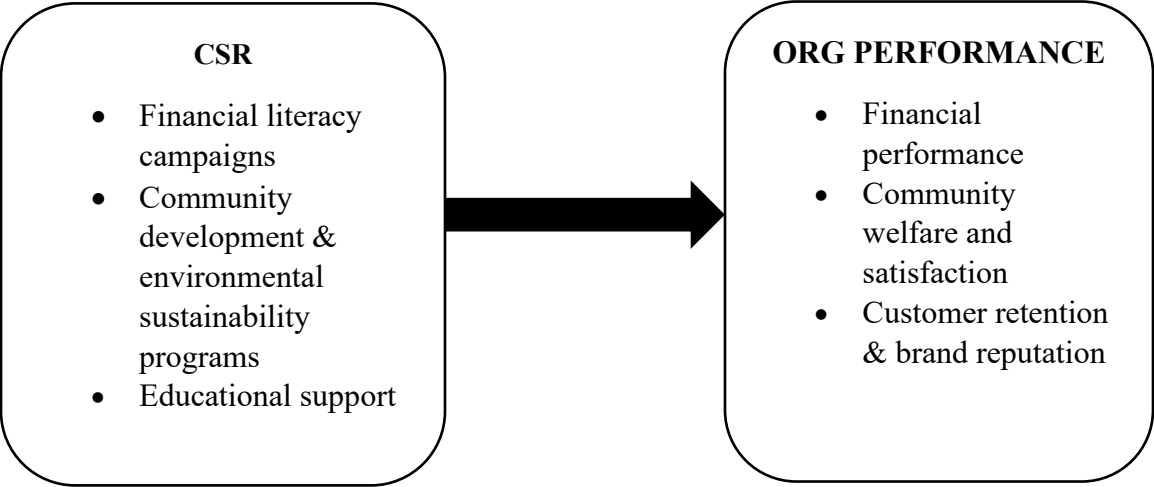 CSR
• Financial literacy
campaigns
• Community
development &
environmental
sustainability
programs
• Educational support
ORG PERFORMANCE
• Financial
performance
• Community
welfare and
satisfaction
• Customer retention
& brand reputation